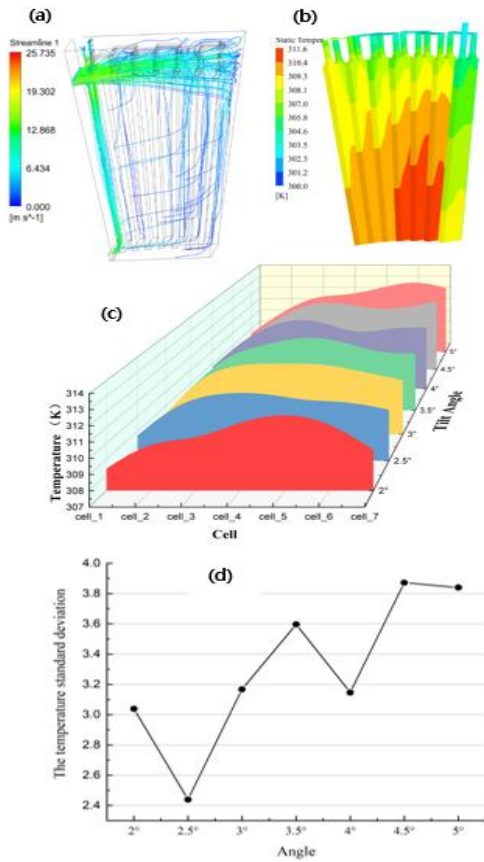 (a)
Streamline 1
25.735
19.302
12.868
6.434
0.000
[m s^-1]
(b)
Static Temper
311.6
310.4
309.3
308.1
307.0
305.8
304.6
303.5
302.3
301.2
300.0
[K]
(c)
Temperature (K)
314
313
312
311
310
309
308
307
cell_1
cell_2
cell_3
cell_4
cell_5
cell_6
cell_7
Cell
5°
4.5°
4°
3.5°
3°
2.5°
2°
Tilt Angle
(d)
The temperature standard deviation
4.0
3.8
3.6
3.4
3.2
3.0
2.8
2.6
2.4
2°
2.5°
3°
3.5°
4°
4.5°
5°
Angle